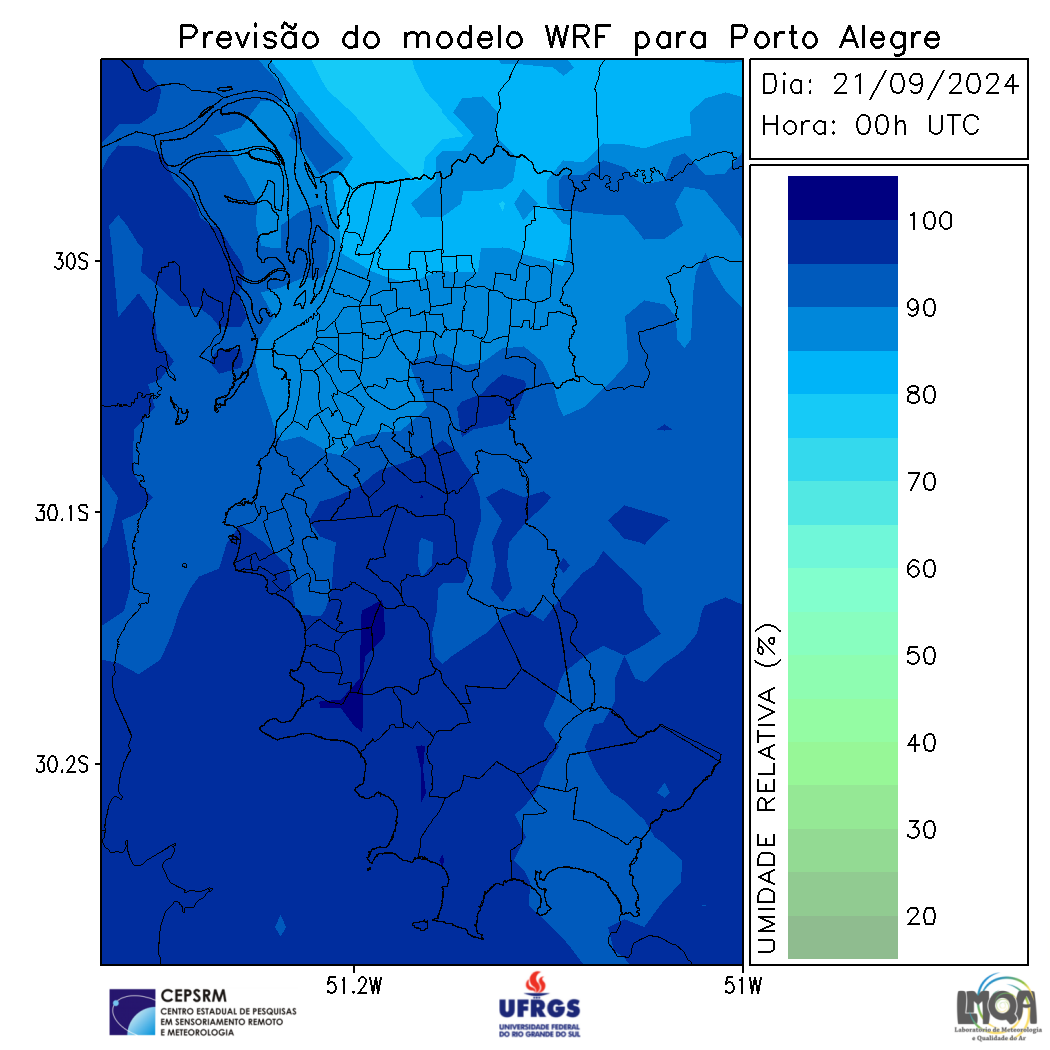 Previsão do modelo WRF para Porto Alegre
Dia: 21/09/2024
Hora: 00h UTC
30S
30.1S
30.2S
51.2W
51W
100
90
80
70
60
50
40
30
20
UMIDADE RELATIVA (%)
CEPSRM
CENTRO ESTADUAL DE PESQUISAS
EM SENSORIAMENTO REMOTO
E METEOROLOGIA
UFRGS
UNIVERSIDADE FEDERAL
DO RIO GRANDE DO SUL
LMQA
Laboratório de Meteorologia
e Qualidade do Ar